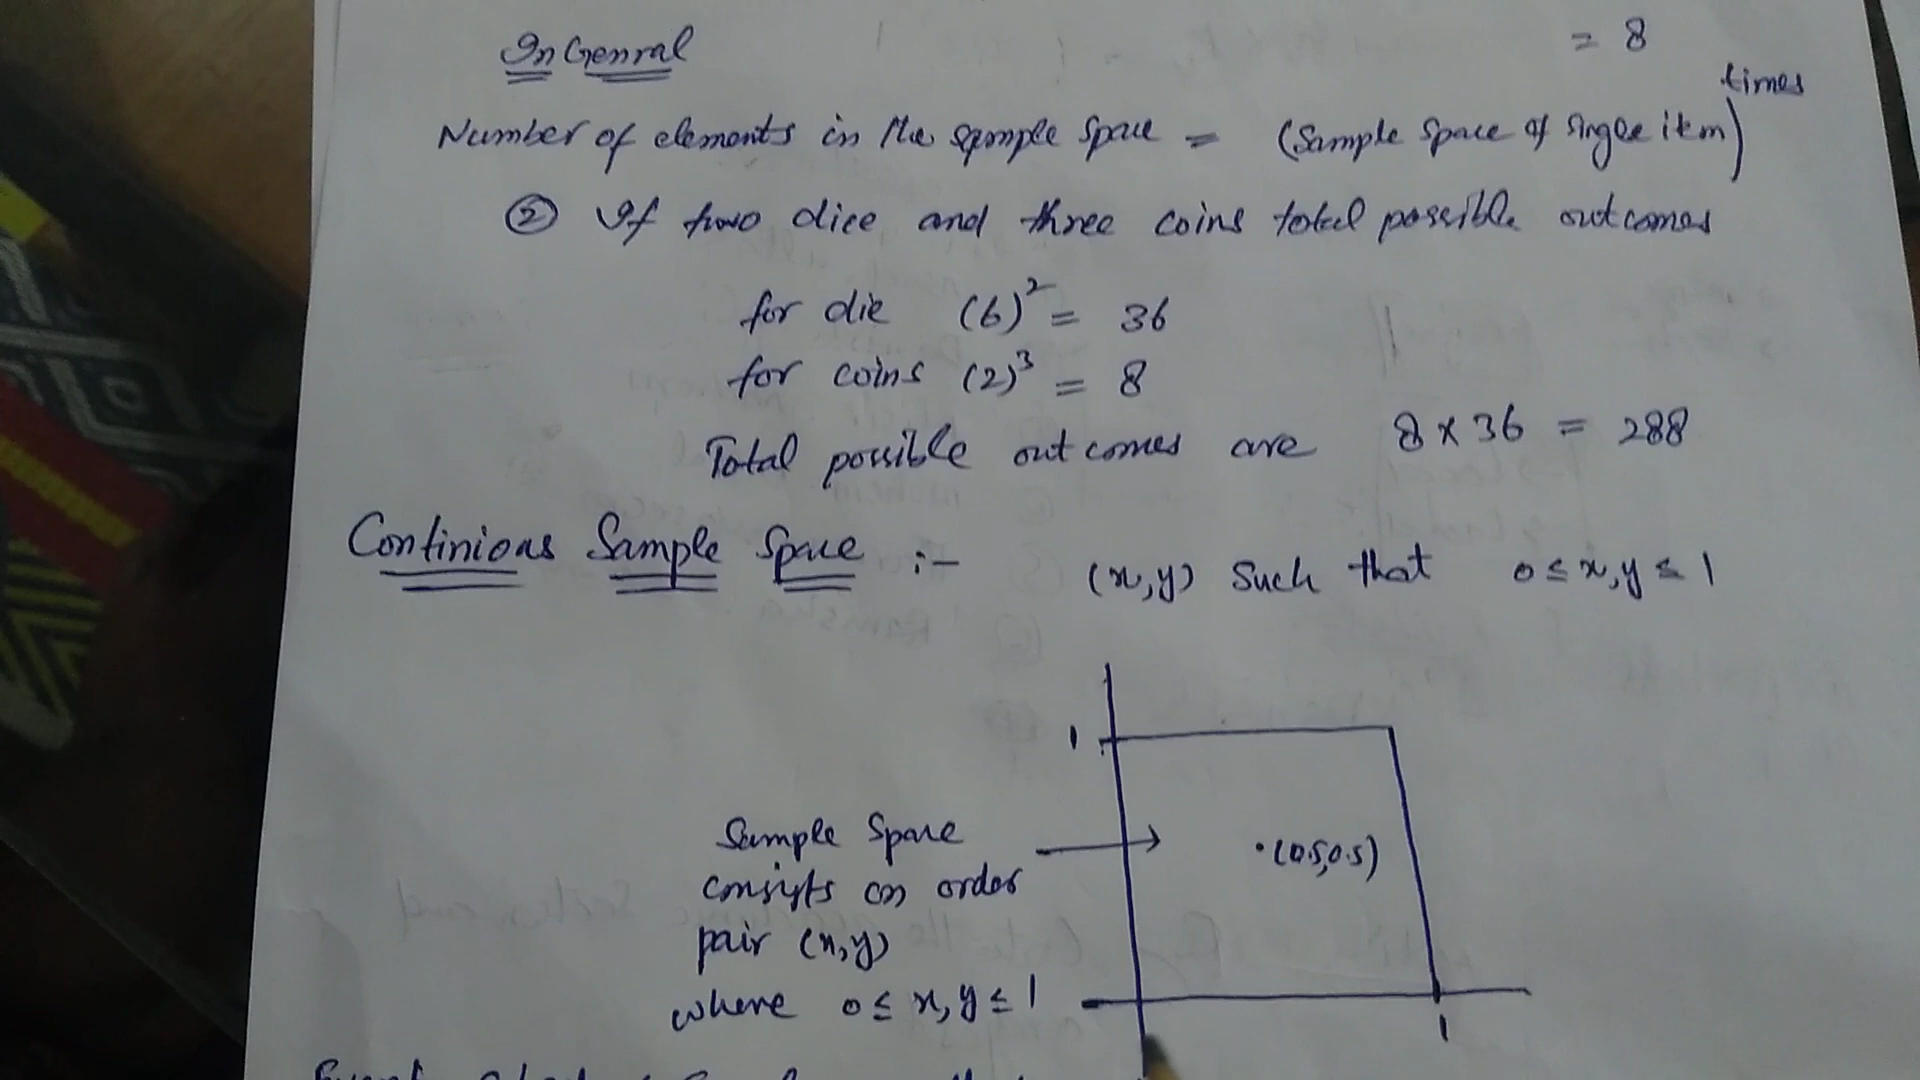 = 8
In Genral
times
Number of elements in the sample space = (Sample Space of single item)
② If two dice and three coins total possible outcomes
for die (6)² = 36
for coins (2)³ = 8
Total possible outcomes are 8 × 36 = 288
Continious Sample Space :- (x,y) Such that 0 ≤ x,y ≤ 1
1
Sample Space
consists on order
pair (x,y)
where 0 ≤ x, y ≤ 1
•(0.5,0.5)
1